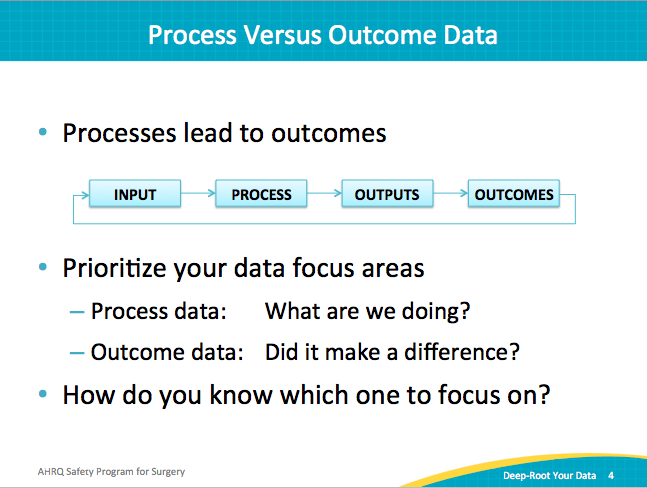 Process Versus Outcome Data
• Processes lead to outcomes
INPUT PROCESS OUTPUTS OUTCOMES
• Prioritize your data focus areas
– Process data: What are we doing?
– Outcome data: Did it make a difference?
• How do you know which one to focus on?
AHRQ Safety Program for Surgery
Deep-Root Your Data 4